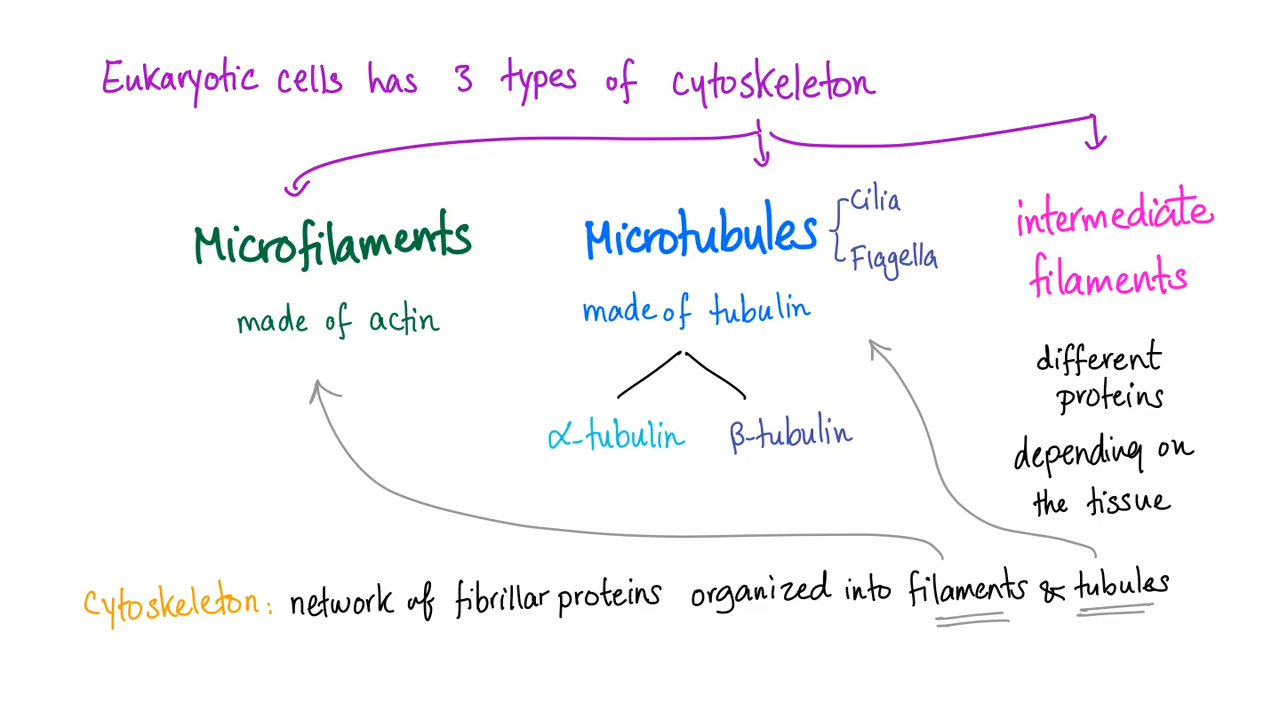 Eukaryotic cells has 3 types of cytoskeleton
Microfilaments
made of actin
Microtubules
Cilia
Flagella
made of tubulin
α-tubulin
β-tubulin
intermediate
filaments
different
proteins
depending on
the tissue
Cytoskeleton: network of fibrillar proteins organized into filaments & tubules